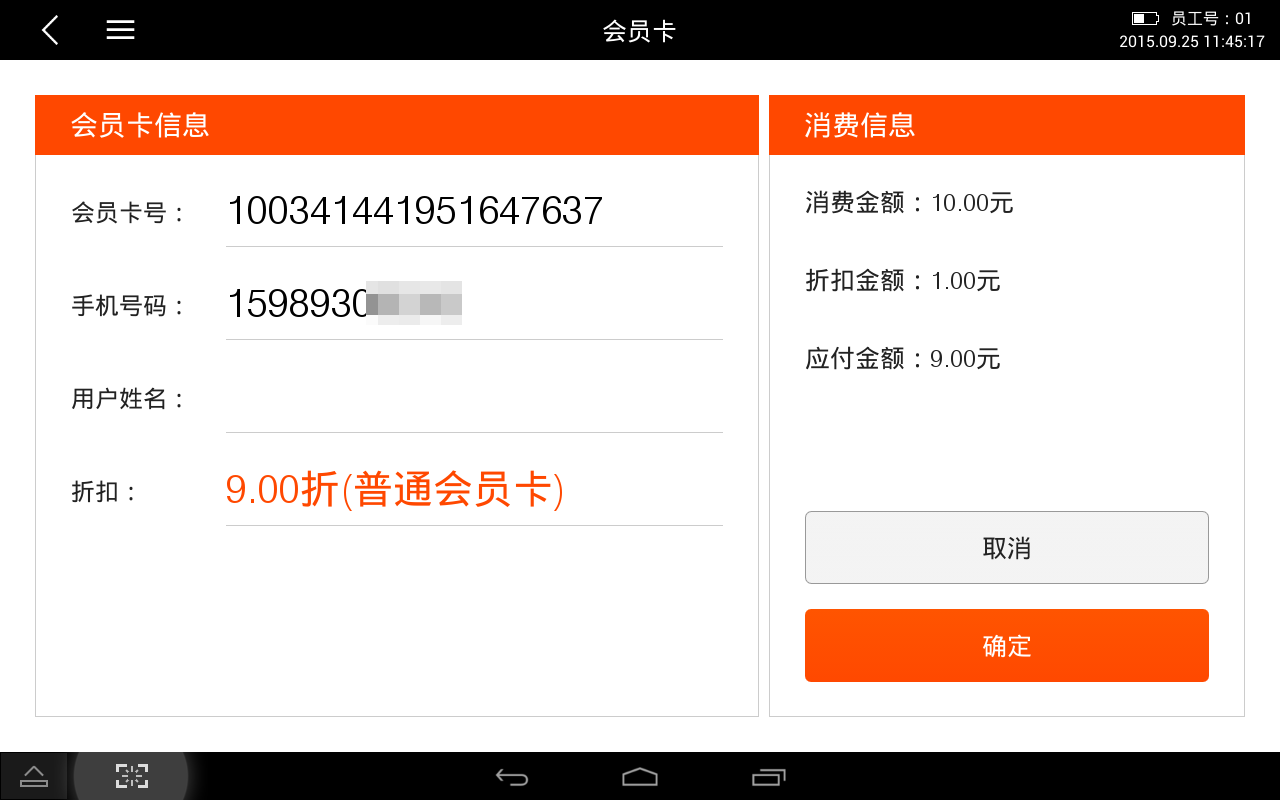 会员卡
员工号：01
2015.09.25 11:45:17
会员卡信息
会员卡号： 100341441951647637
手机号码： 1598930
用户姓名：
折扣： 9.00折(普通会员卡)
消费信息
消费金额：10.00元
折扣金额：1.00元
应付金额：9.00元
取消
确定